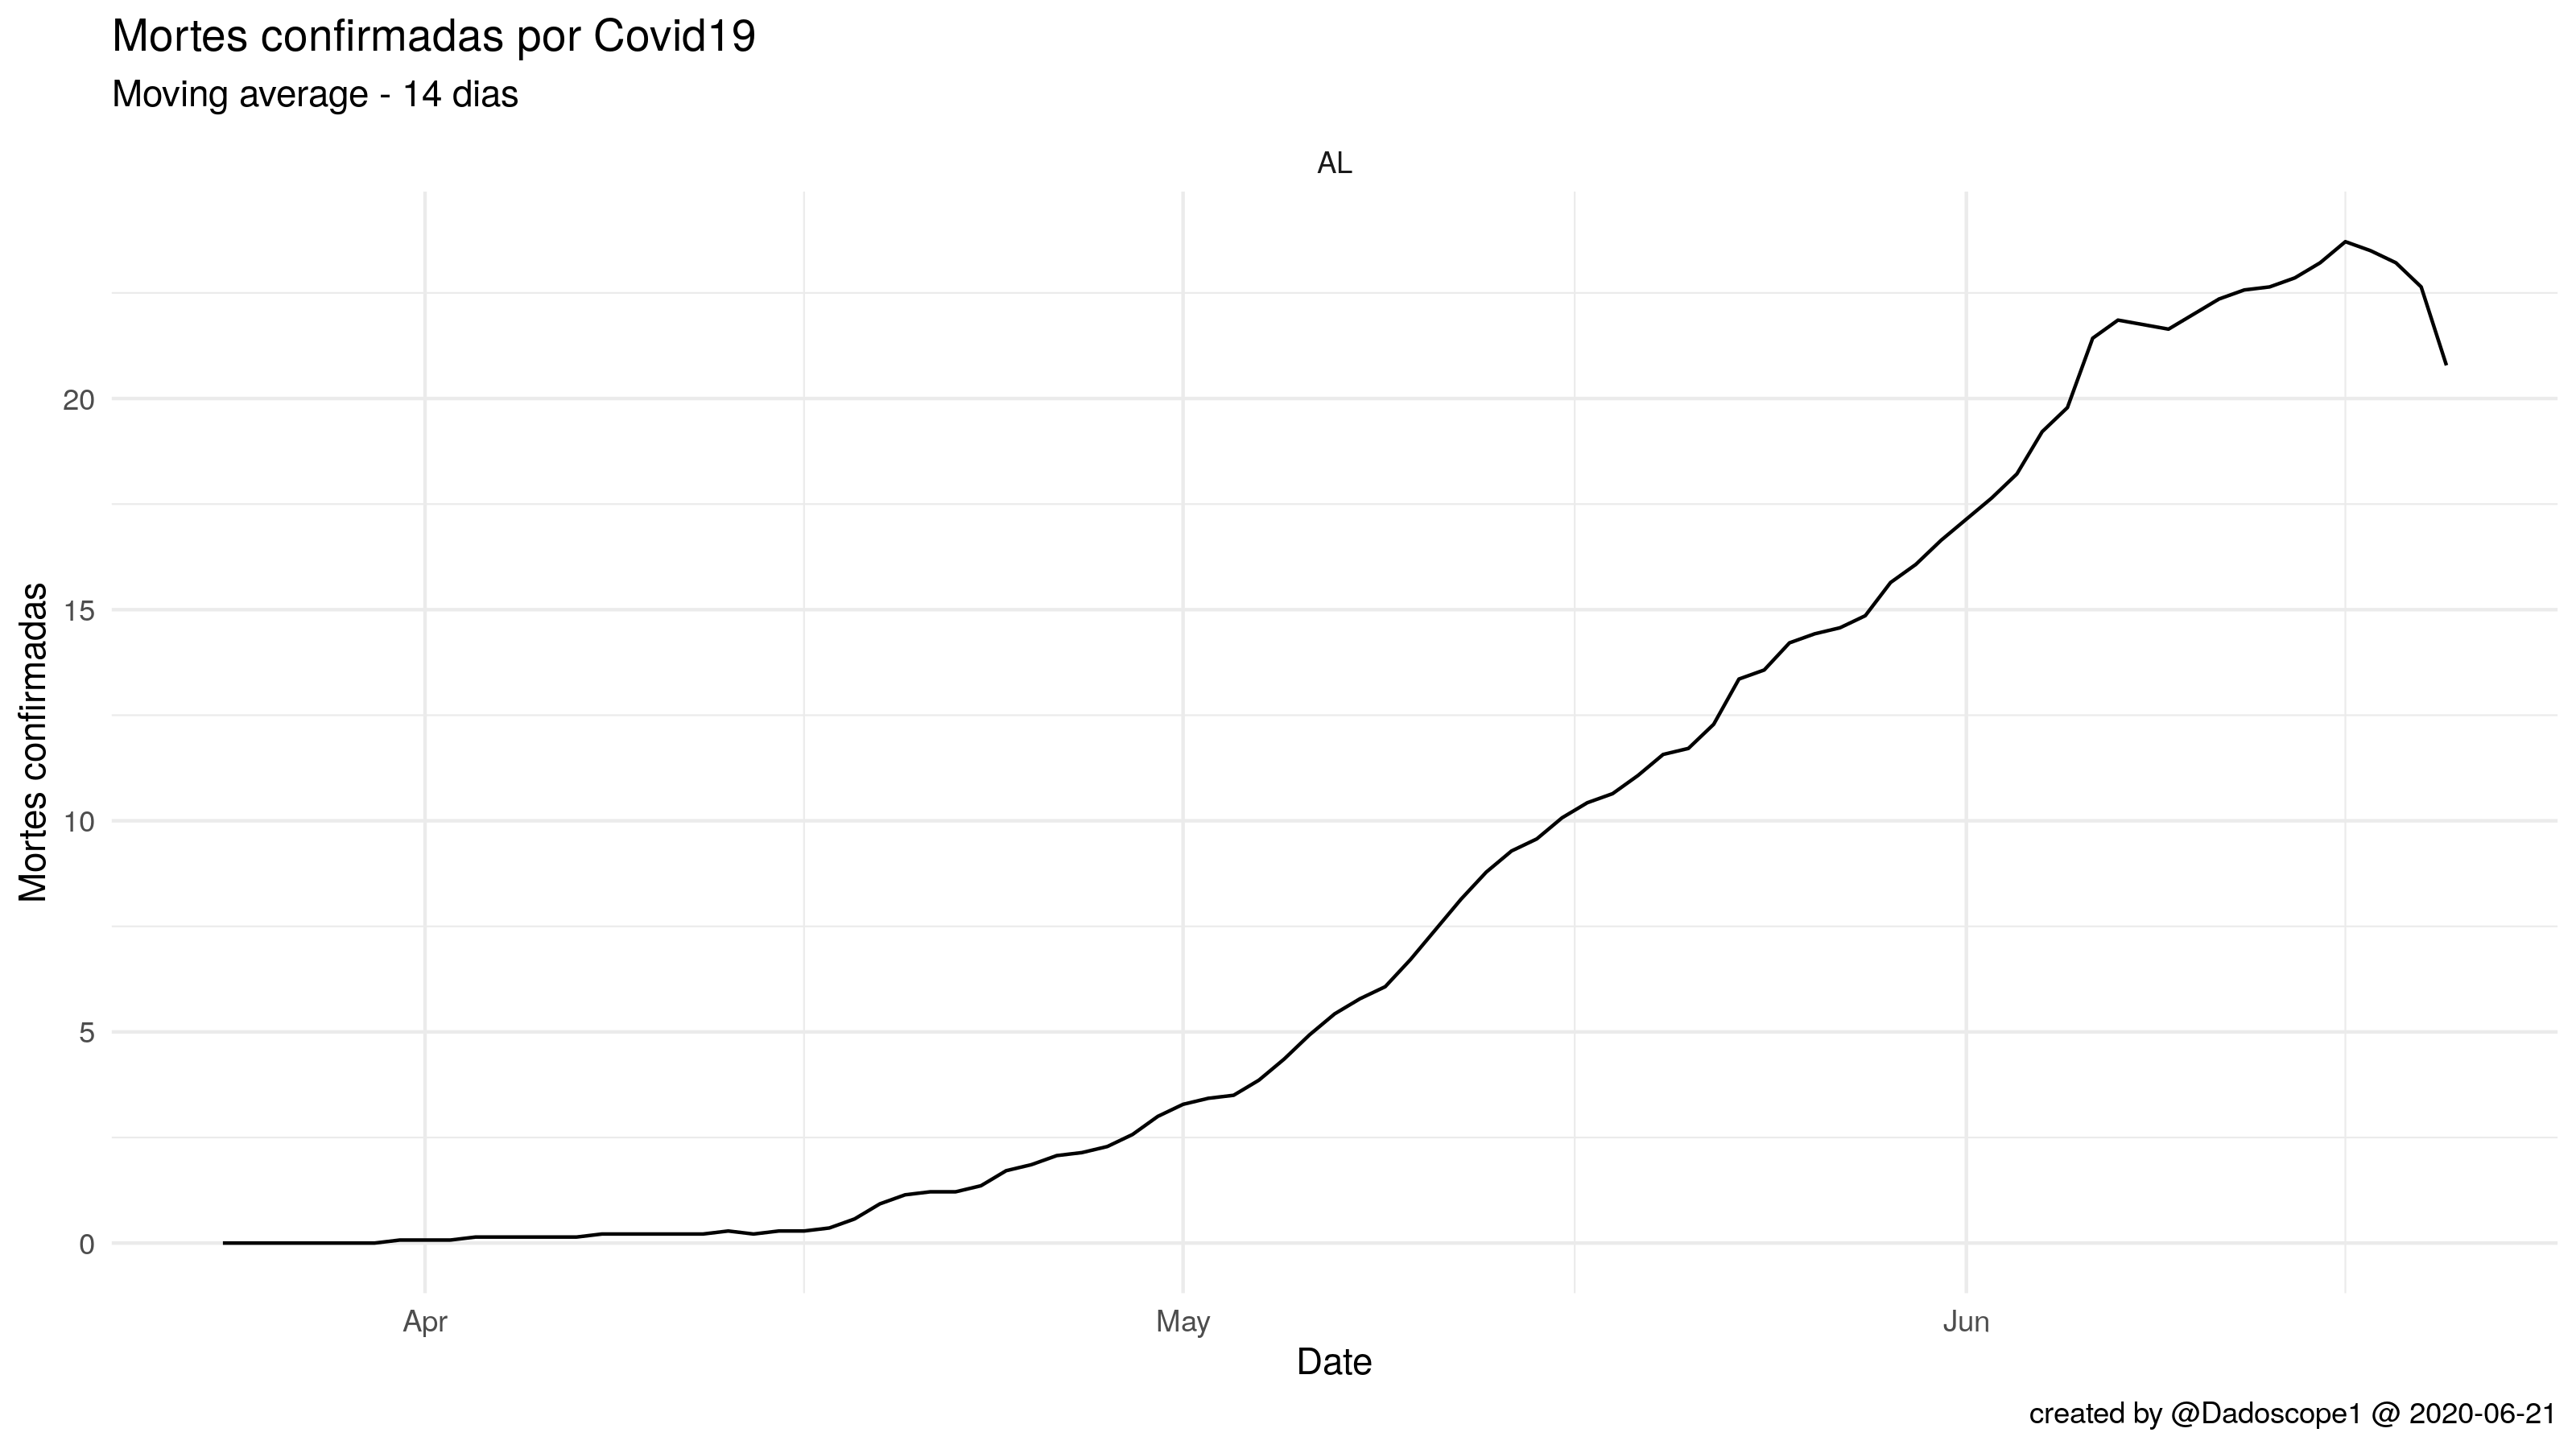 Mortes confirmadas por Covid19
Moving average - 14 dias
AL
Mortes confirmadas
20
15
10
5
0
Apr
May
Jun
Date
created by @Dadoscope1 @ 2020-06-21